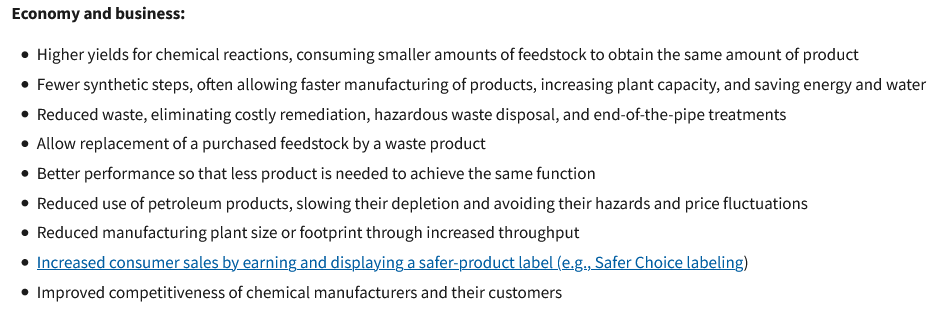 Economy and business:
• Higher yields for chemical reactions, consuming smaller amounts of feedstock to obtain the same amount of product
• Fewer synthetic steps, often allowing faster manufacturing of products, increasing plant capacity, and saving energy and water
• Reduced waste, eliminating costly remediation, hazardous waste disposal, and end-of-the-pipe treatments
• Allow replacement of a purchased feedstock by a waste product
• Better performance so that less product is needed to achieve the same function
• Reduced use of petroleum products, slowing their depletion and avoiding their hazards and price fluctuations
• Reduced manufacturing plant size or footprint through increased throughput
• Increased consumer sales by earning and displaying a safer-product label (e.g., Safer Choice labeling)
• Improved competitiveness of chemical manufacturers and their customers